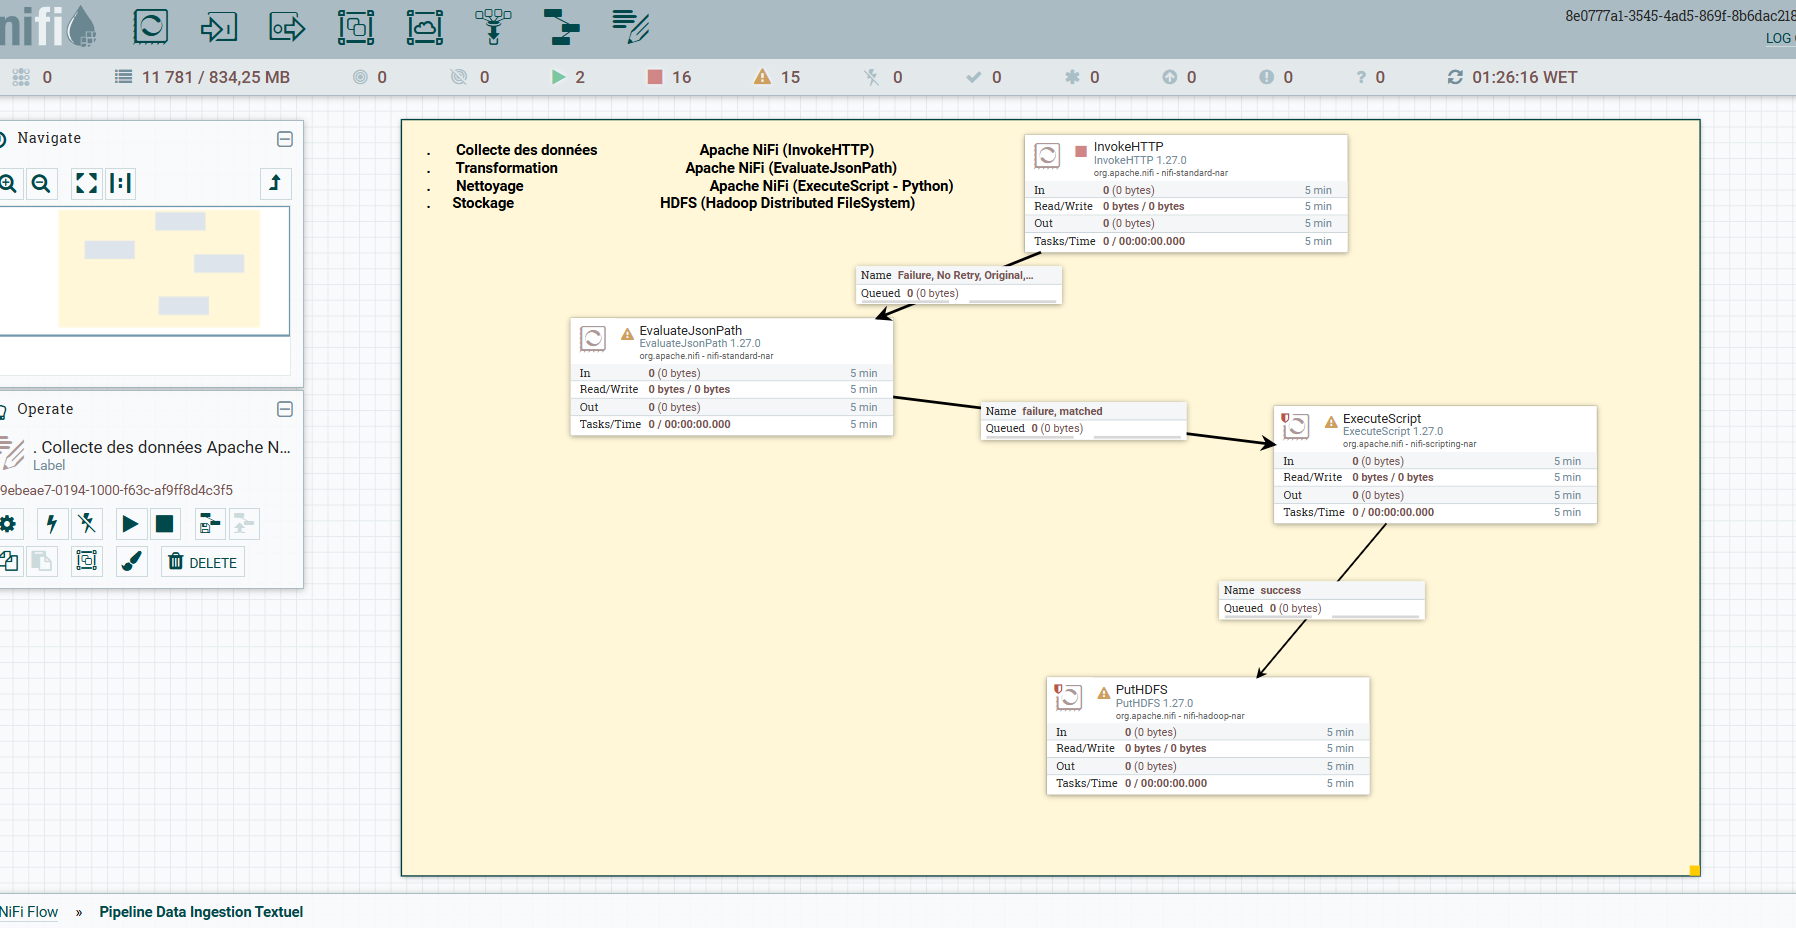 nifi
8e0777a1-3545-4ad5-869f-8b6dac218
LOG
0
11 781 / 834,25 MB
0
0
2
16
15
0
0
0
0
0
? 0
01:26:16 WET
Navigate
Operate
. Collecte des données Apache N...
Label
9ebeae7-0194-1000-f63c-af9ff8d4c3f5
DELETE
. Collecte des données Apache NiFi (InvokeHTTP)
. Transformation Apache NiFi (EvaluateJsonPath)
. Nettoyage Apache NiFi (ExecuteScript - Python)
. Stockage HDFS (Hadoop Distributed FileSystem)
InvokeHTTP
InvokeHTTP 1.27.0
org.apache.nifi - nifi-standard-nar
In 0 (0 bytes) 5 min
Read/Write 0 bytes / 0 bytes 5 min
Out 0 (0 bytes) 5 min
Tasks/Time 0 / 00:00:00.000 5 min
Name Failure, No Retry, Original,...
Queued 0 (0 bytes)
EvaluateJsonPath
EvaluateJsonPath 1.27.0
org.apache.nifi - nifi-standard-nar
In 0 (0 bytes) 5 min
Read/Write 0 bytes / 0 bytes 5 min
Out 0 (0 bytes) 5 min
Tasks/Time 0 / 00:00:00.000 5 min
Name failure, matched
Queued 0 (0 bytes)
ExecuteScript
ExecuteScript 1.27.0
org.apache.nifi - nifi-scripting-nar
In 0 (0 bytes) 5 min
Read/Write 0 bytes / 0 bytes 5 min
Out 0 (0 bytes) 5 min
Tasks/Time 0 / 00:00:00.000 5 min
Name success
Queued 0 (0 bytes)
PutHDFS
PutHDFS 1.27.0
org.apache.nifi - nifi-hadoop-nar
In 0 (0 bytes) 5 min
Read/Write 0 bytes / 0 bytes 5 min
Out 0 (0 bytes) 5 min
Tasks/Time 0 / 00:00:00.000 5 min
NiFi Flow » Pipeline Data Ingestion Textuel